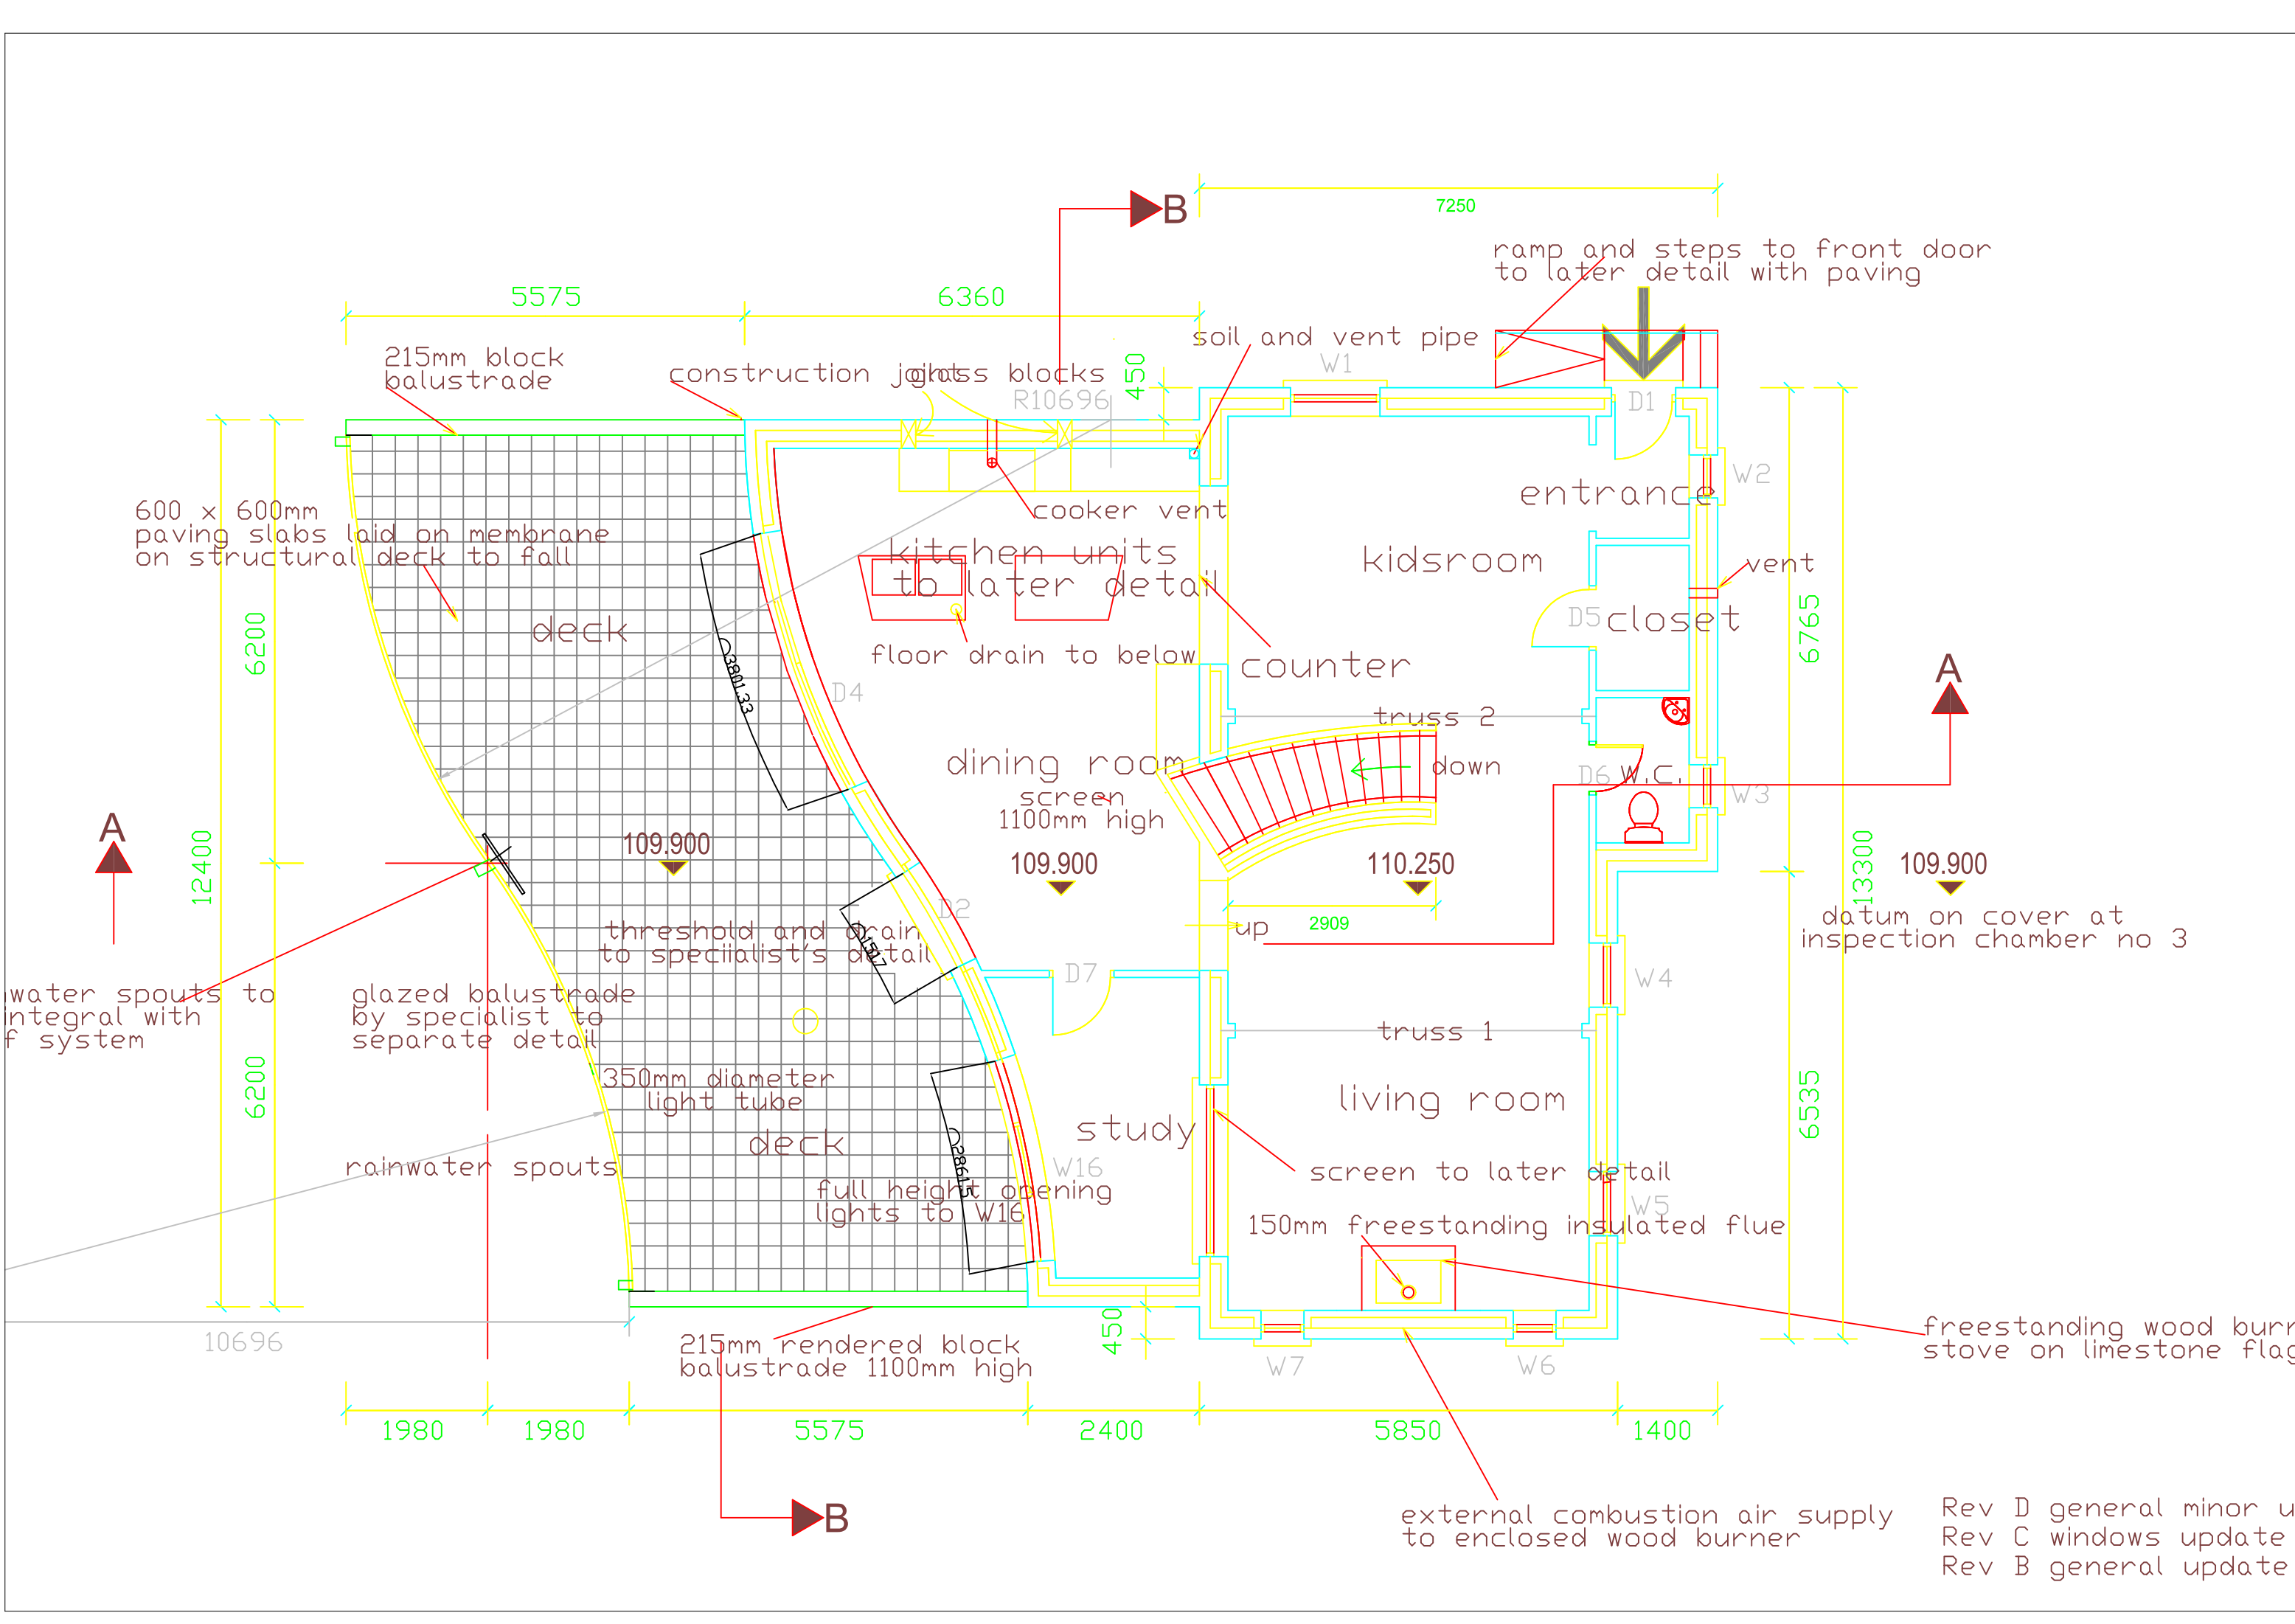 B
7250
ramp and steps to front door
to later detail with paving
5575
6360
soil and vent pipe
215mm block
balustrade
construction joint
glass blocks
450
W1
R10696
D1
W2
entrance
600 x 600mm
paving slabs laid on membrane
on structural deck to fall
cooker vent
kitchen units
to later detail
kidsroom
vent
deck
6200
D5
closet
6765
floor drain to below
counter
A
3801.33
D4
truss 2
dining room
down
D6
W.C.
W3
screen
1100mm high
A
109.900
109.900
110.250
109.900
12400
13300
D2
2909
up
datum on cover at
inspection chamber no 3
threshold and drain
to speciialist's detail
1517
D7
W4
water spouts to
integral with
f system
glazed balustrade
by specialist to
separate detail
truss 1
6200
350mm diameter
light tube
living room
6535
deck
study
rainwater spouts
2861.5
W16
screen to later detail
full height opening
lights to W16
W5
150mm freestanding insulated flue
10696
215mm rendered block
balustrade 1100mm high
450
W7
W6
freestanding wood burn
stove on limestone flag
1980
1980
5575
2400
5850
1400
B
external combustion air supply
to enclosed wood burner
Rev D general minor u
Rev C windows update
Rev B general update